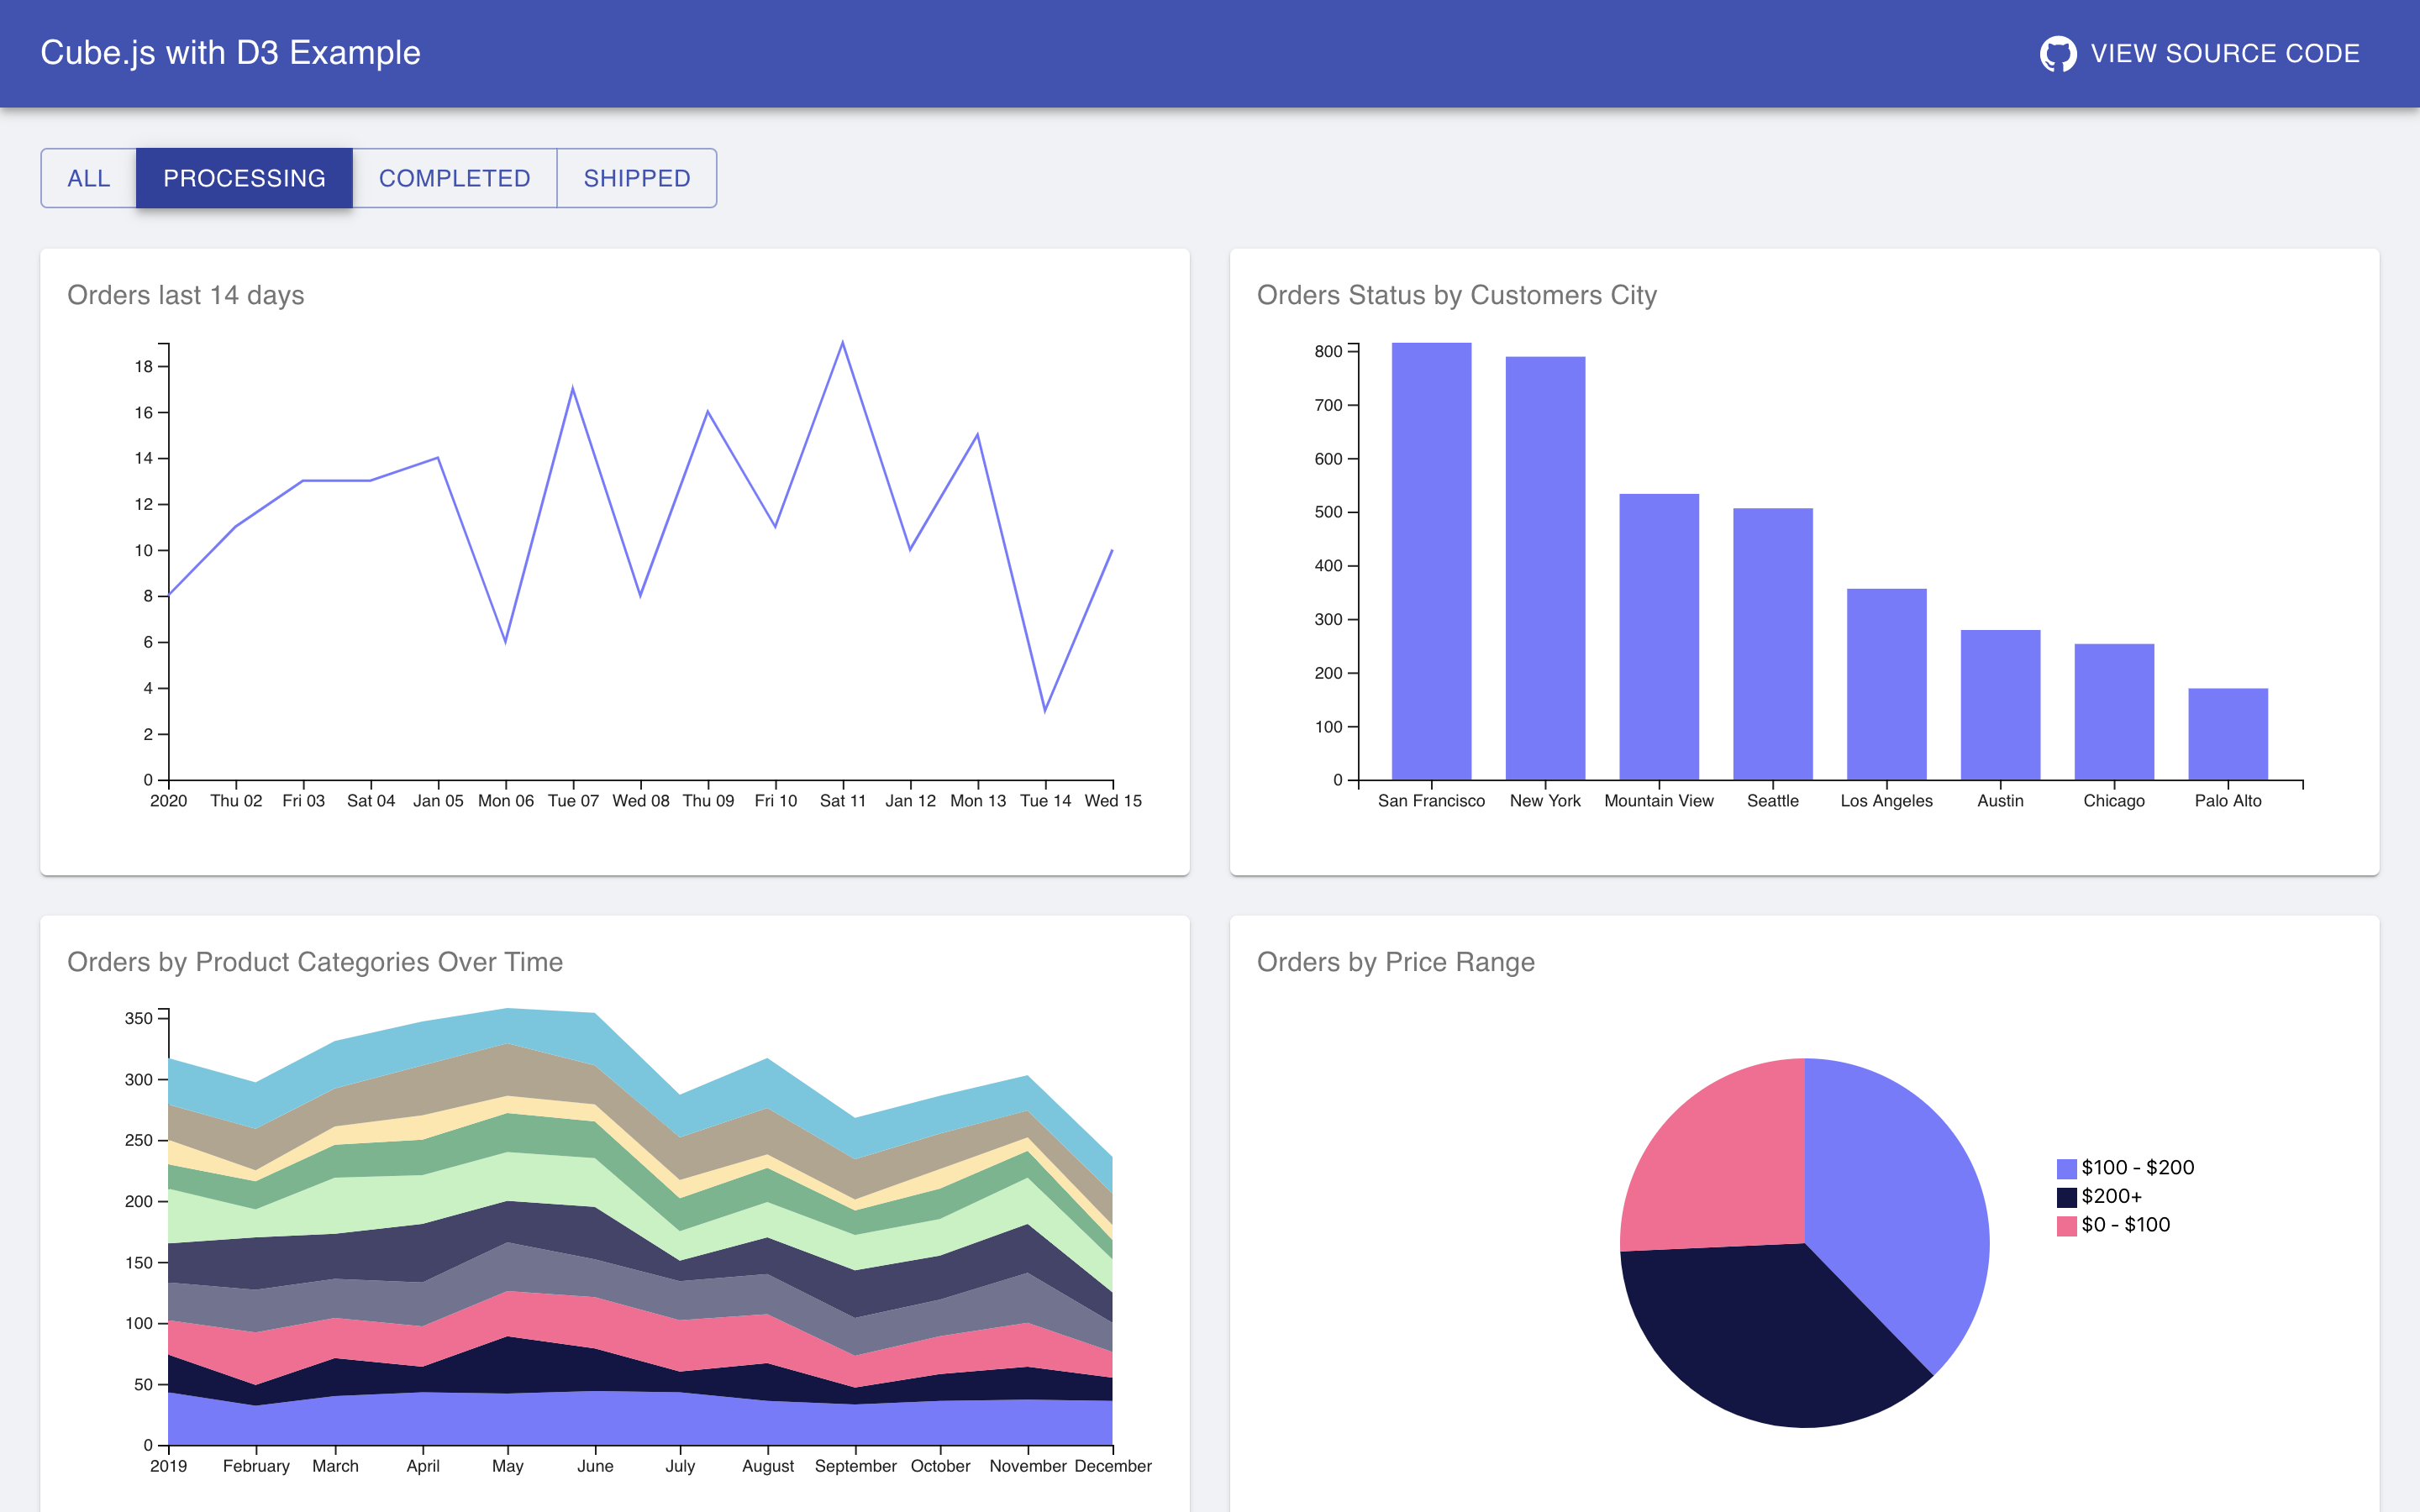 Cube.js with D3 Example
VIEW SOURCE CODE
ALL
PROCESSING
COMPLETED
SHIPPED
Orders last 14 days
18
16
14
12
10
8
6
4
2
0
2020 Thu 02 Fri 03 Sat 04 Jan 05 Mon 06 Tue 07 Wed 08 Thu 09 Fri 10 Sat 11 Jan 12 Mon 13 Tue 14 Wed 15
Orders Status by Customers City
800
700
600
500
400
300
200
100
0
San Francisco New York Mountain View Seattle Los Angeles Austin Chicago Palo Alto
Orders by Product Categories Over Time
350
300
250
200
150
100
50
0
2019 February March April May June July August September October November December
Orders by Price Range
$100 - $200
$200+
$0 - $100